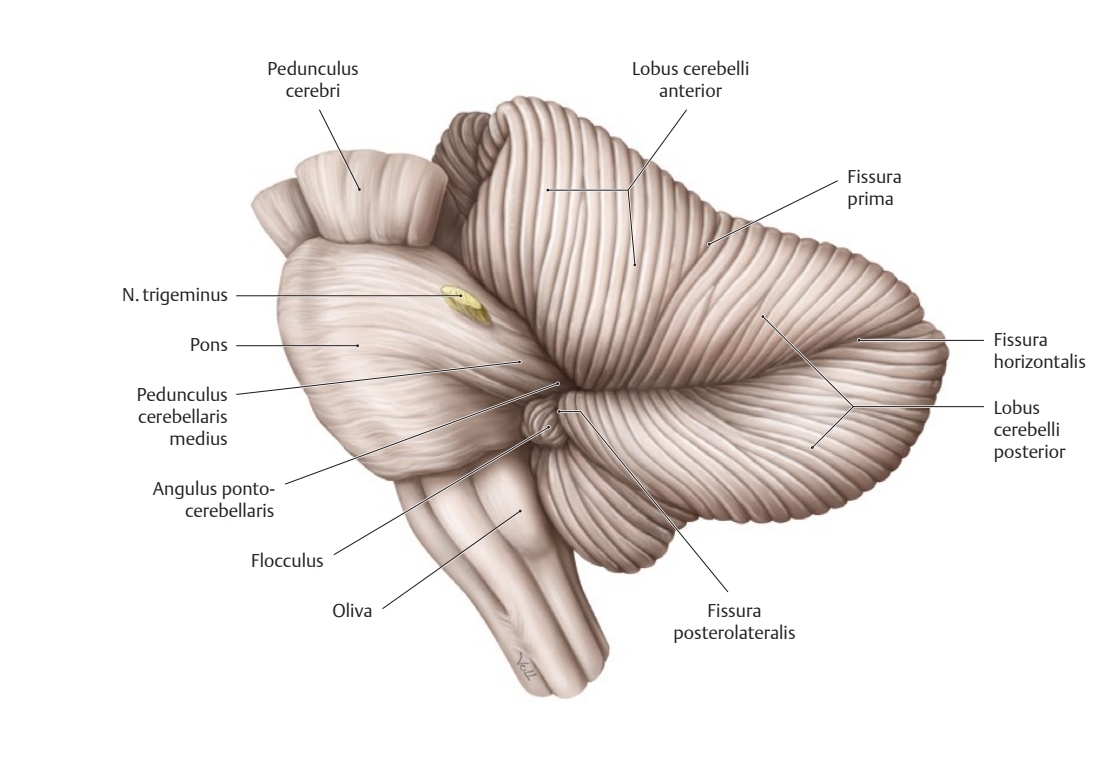 Pedunculus
cerebri
Lobus cerebelli
anterior
Fissura
prima
N. trigeminus
Pons
Pedunculus
cerebellaris
medius
Angulus ponto-
cerebellaris
Flocculus
Oliva
Fissura
horizontalis
Lobus
cerebelli
posterior
Fissura
posterolateralis
Voll